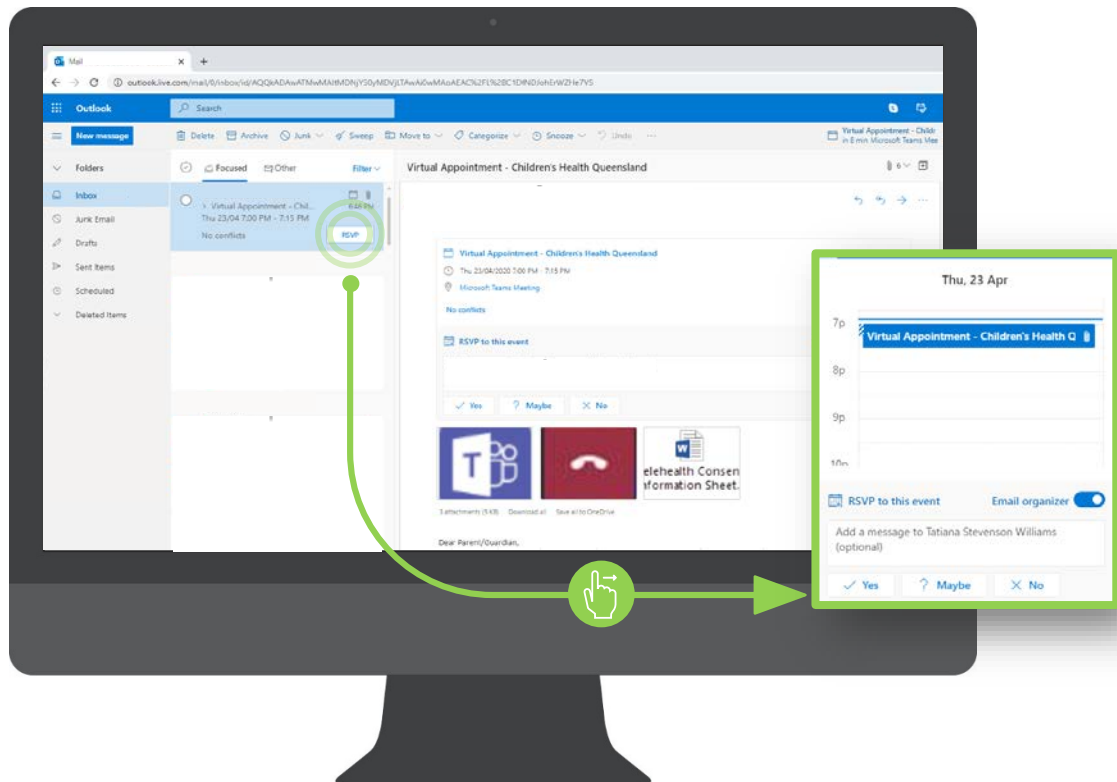 Mail
outlook.live.com/mail/0/inbox/id/
Outlook
Search
New message
Delete Archive Junk Sweep Move to Categorize Snooze Undo
Virtual Appointment - Childr
in 8 min Microsoft Teams Mee
Folders
Focused Other Filter
Virtual Appointment - Children's Health Queensland
Inbox
Junk Email
Drafts
Sent Items
Scheduled
Deleted Items
Virtual Appointment - Chil...
6:46 PM
Thu 23/04 7:00 PM - 7:15 PM
No conflicts
RSVP
Virtual Appointment - Children's Health Queensland
Thu 23/04/2020 7:00 PM - 7:15 PM
Microsoft Teams Meeting
No conflicts
RSVP to this event
Yes ? Maybe No
T
W
elehealth Consen
nformation Sheet.
3 attachments Download all Save all to OneDrive
Dear Parent/Guardian,
Thu, 23 Apr
7p
Virtual Appointment - Children's Health Q
8p
9p
10p
RSVP to this event Email organizer
Add a message to Tatiana Stevenson Williams
(optional)
Yes ? Maybe No